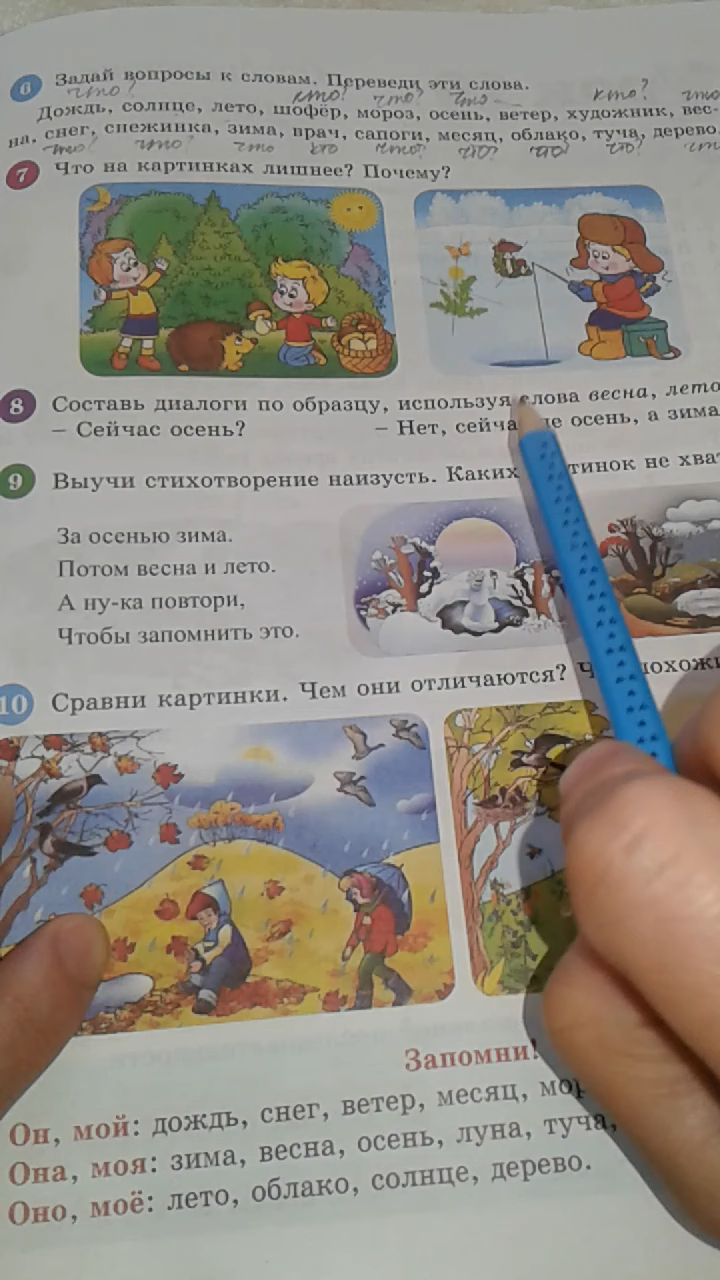 6 Задай вопросы к словам. Переведи эти слова.
что? кто? что? что кто? что
Дождь, солнце, лето, шофёр, мороз, осень, ветер, художник, вес-
на, снег, снежинка, зима, врач, сапоги, месяц, облако, туча, дерево.
что? что? что кто что? что? что? что? что
7 Что на картинках лишнее? Почему?
8 Составь диалоги по образцу, используя слова весна, лето
– Сейчас осень? – Нет, сейчас не осень, а зима
9 Выучи стихотворение наизусть. Каких картинок не
За осенью зима.
Потом весна и лето.
А ну-ка повтори,
Чтобы запомнить это.
10 Сравни картинки. Чем они отличаются?
Запомни!
Он, мой: дождь, снег, ветер, месяц,
Она, моя: зима, весна, осень, луна, туча,
Оно, моё: лето, облако, солнце, дерево.